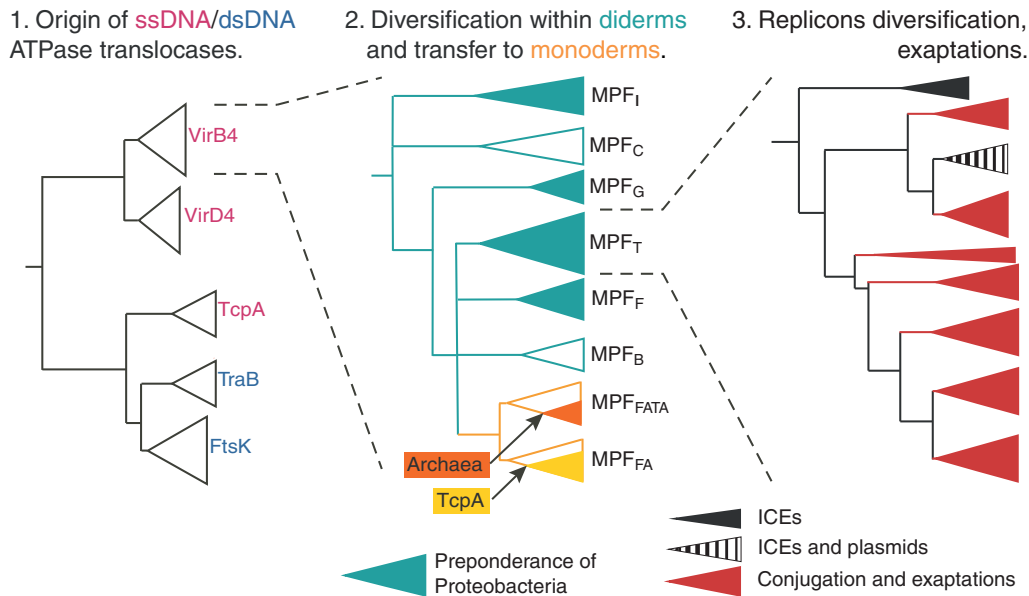 1. Origin of ssDNA/dsDNA
ATPase translocases.
VirB4
VirD4
TcpA
TraB
FtsK
2. Diversification within diderms
and transfer to monoderms.
MPFI
MPFC
MPFG
MPFT
MPFF
MPFB
MPFFATA
MPFFA
Archaea
TcpA
Preponderance of
Proteobacteria
3. Replicons diversification,
exaptations.
ICEs
ICEs and plasmids
Conjugation and exaptations